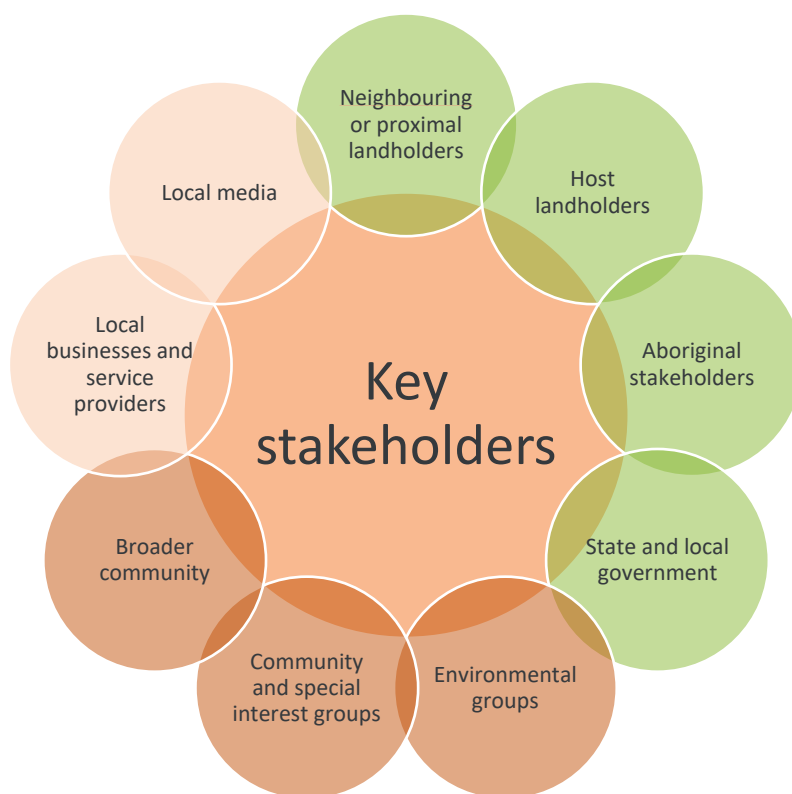 Neighbouring
or proximal
landholders
Host
landholders
Aboriginal
stakeholders
State and local
government
Environmental
groups
Community
and special
interest groups
Broader
community
Local
businesses and
service
providers
Local media
Key
stakeholders